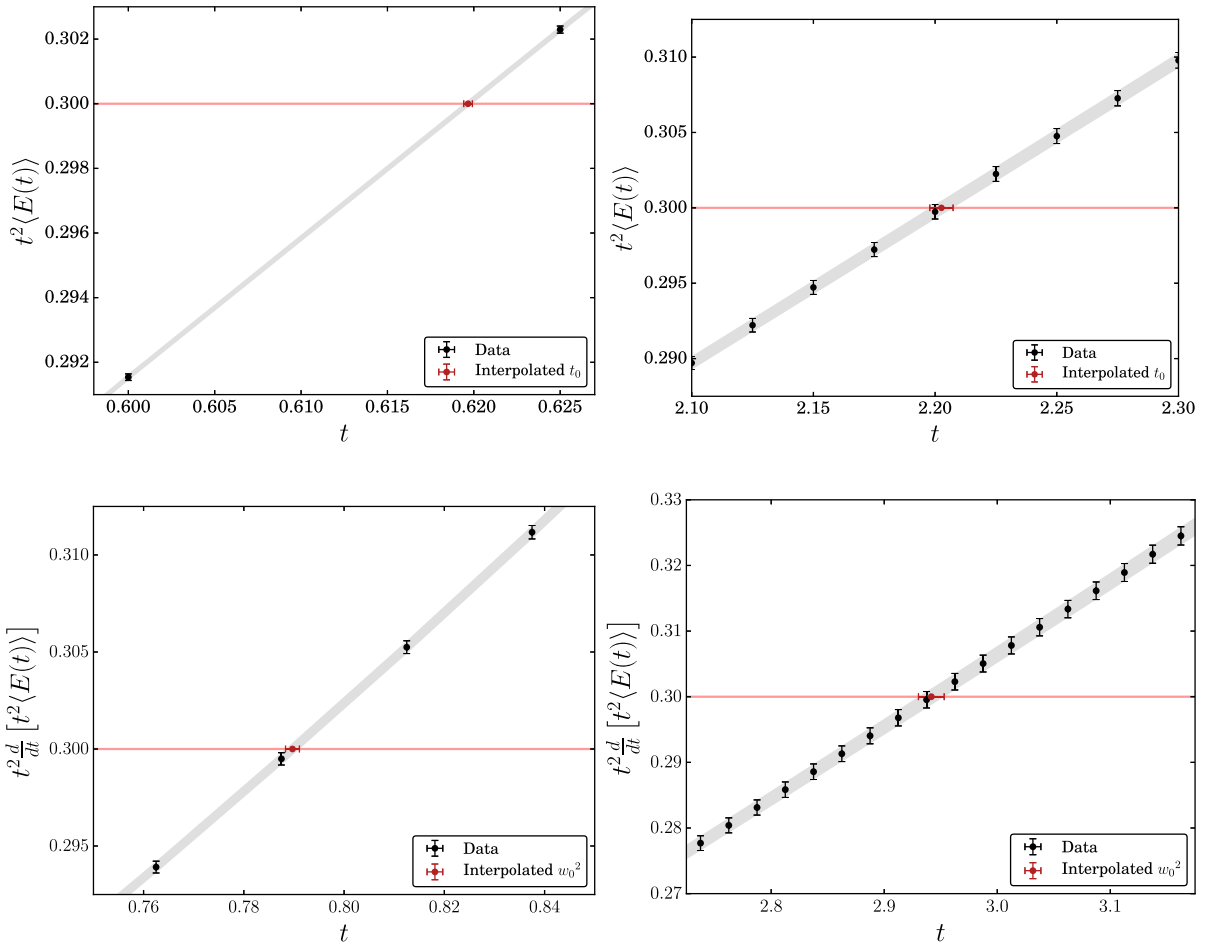 0.302
0.300
0.298
0.296
0.294
0.292
t²⟨E(t)⟩
0.600 0.605 0.610 0.615 0.620 0.625
t
Data
Interpolated t₀
0.310
0.305
0.300
0.295
0.290
t²⟨E(t)⟩
2.10 2.15 2.20 2.25 2.30
t
Data
Interpolated t₀
0.310
0.305
0.300
0.295
t² d/dt [t²⟨E(t)⟩]
0.76 0.78 0.80 0.82 0.84
t
Data
Interpolated w₀²
0.33
0.32
0.31
0.30
0.29
0.28
0.27
t² d/dt [t²⟨E(t)⟩]
2.8 2.9 3.0 3.1
t
Data
Interpolated w₀²